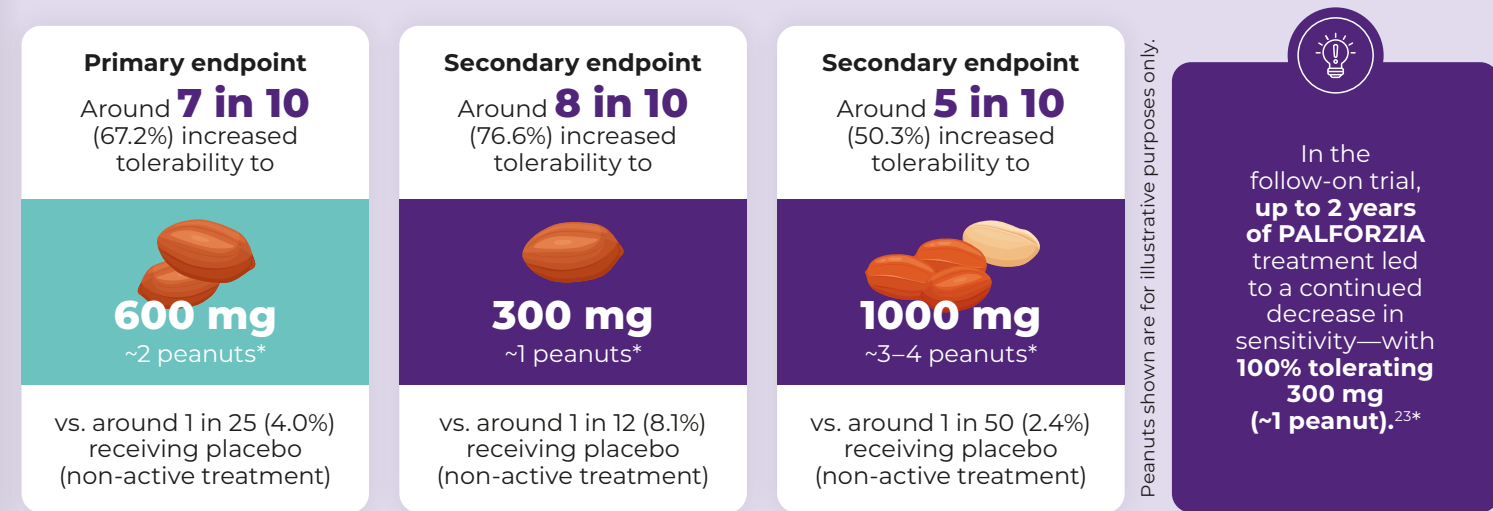 Primary endpoint
Around 7 in 10
(67.2%) increased
tolerability to
600 mg
~2 peanuts*
vs. around 1 in 25 (4.0%)
receiving placebo
(non-active treatment)
Secondary endpoint
Around 8 in 10
(76.6%) increased
tolerability to
300 mg
~1 peanuts*
vs. around 1 in 12 (8.1%)
receiving placebo
(non-active treatment)
Secondary endpoint
Around 5 in 10
(50.3%) increased
tolerability to
1000 mg
~3–4 peanuts*
vs. around 1 in 50 (2.4%)
receiving placebo
(non-active treatment)
Peanuts shown are for illustrative purposes only.
In the
follow-on trial,
up to 2 years
of PALFORZIA
treatment led
to a continued
decrease in
sensitivity—with
100% tolerating
300 mg
(~1 peanut).23*